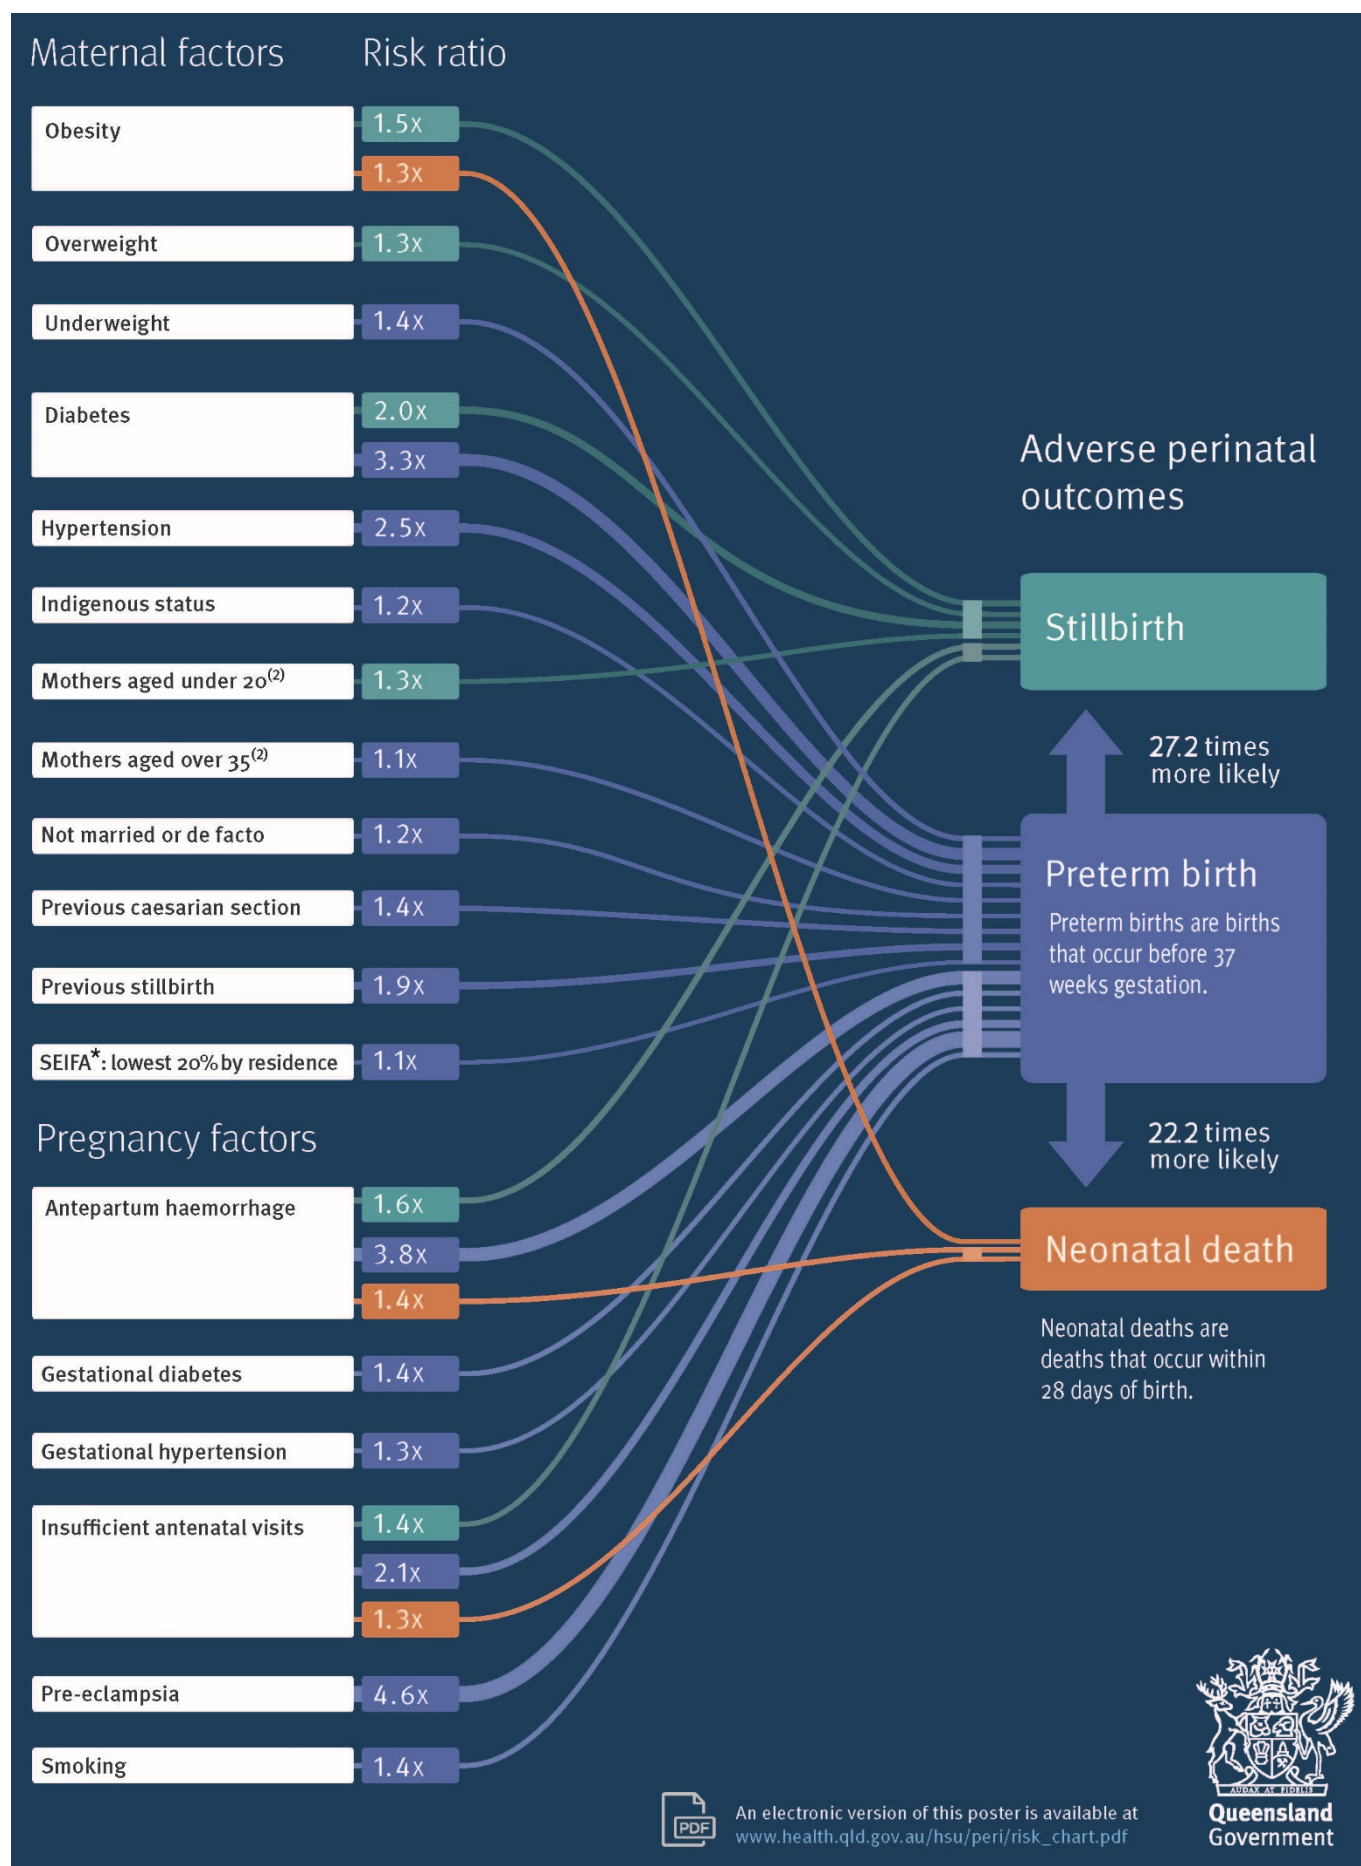 Maternal factors Risk ratio
Obesity 1.5x
1.3x
Overweight 1.3x
Underweight 1.4x
Diabetes 2.0x
3.3x
Hypertension 2.5x
Indigenous status 1.2x
Mothers aged under 20(2) 1.3x
Mothers aged over 35(2) 1.1x
Not married or de facto 1.2x
Previous caesarian section 1.4x
Previous stillbirth 1.9x
SEIFA*: lowest 20% by residence 1.1x
Pregnancy factors
Antepartum haemorrhage 1.6x
3.8x
1.4x
Gestational diabetes 1.4x
Gestational hypertension 1.3x
Insufficient antenatal visits 1.4x
2.1x
1.3x
Pre-eclampsia 4.6x
Smoking 1.4x
Adverse perinatal
outcomes
Stillbirth
27.2 times
more likely
Preterm birth
Preterm births are births
that occur before 37
weeks gestation.
22.2 times
more likely
Neonatal death
Neonatal deaths are
deaths that occur within
28 days of birth.
PDF
An electronic version of this poster is available at
www.health.qld.gov.au/hsu/peri/risk_chart.pdf
AUDAX AT FIDELIS
Queensland
Government